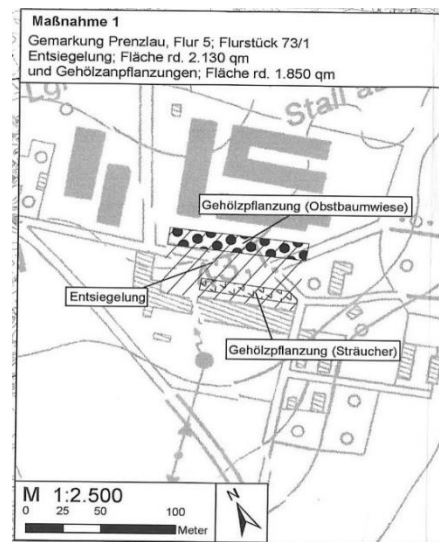 Maßnahme 1
Gemarkung Prenzlau, Flur 5; Flurstück 73/1
Entsiegelung; Fläche rd. 2.130 qm
und Gehölzanpflanzungen; Fläche rd. 1.850 qm
Lgr
Stall
Gehölzpflanzung (Obstbaumwiese)
Entsiegelung
Gehölzpflanzung (Sträucher)
M 1:2.500
0 25 50 100
Meter
N